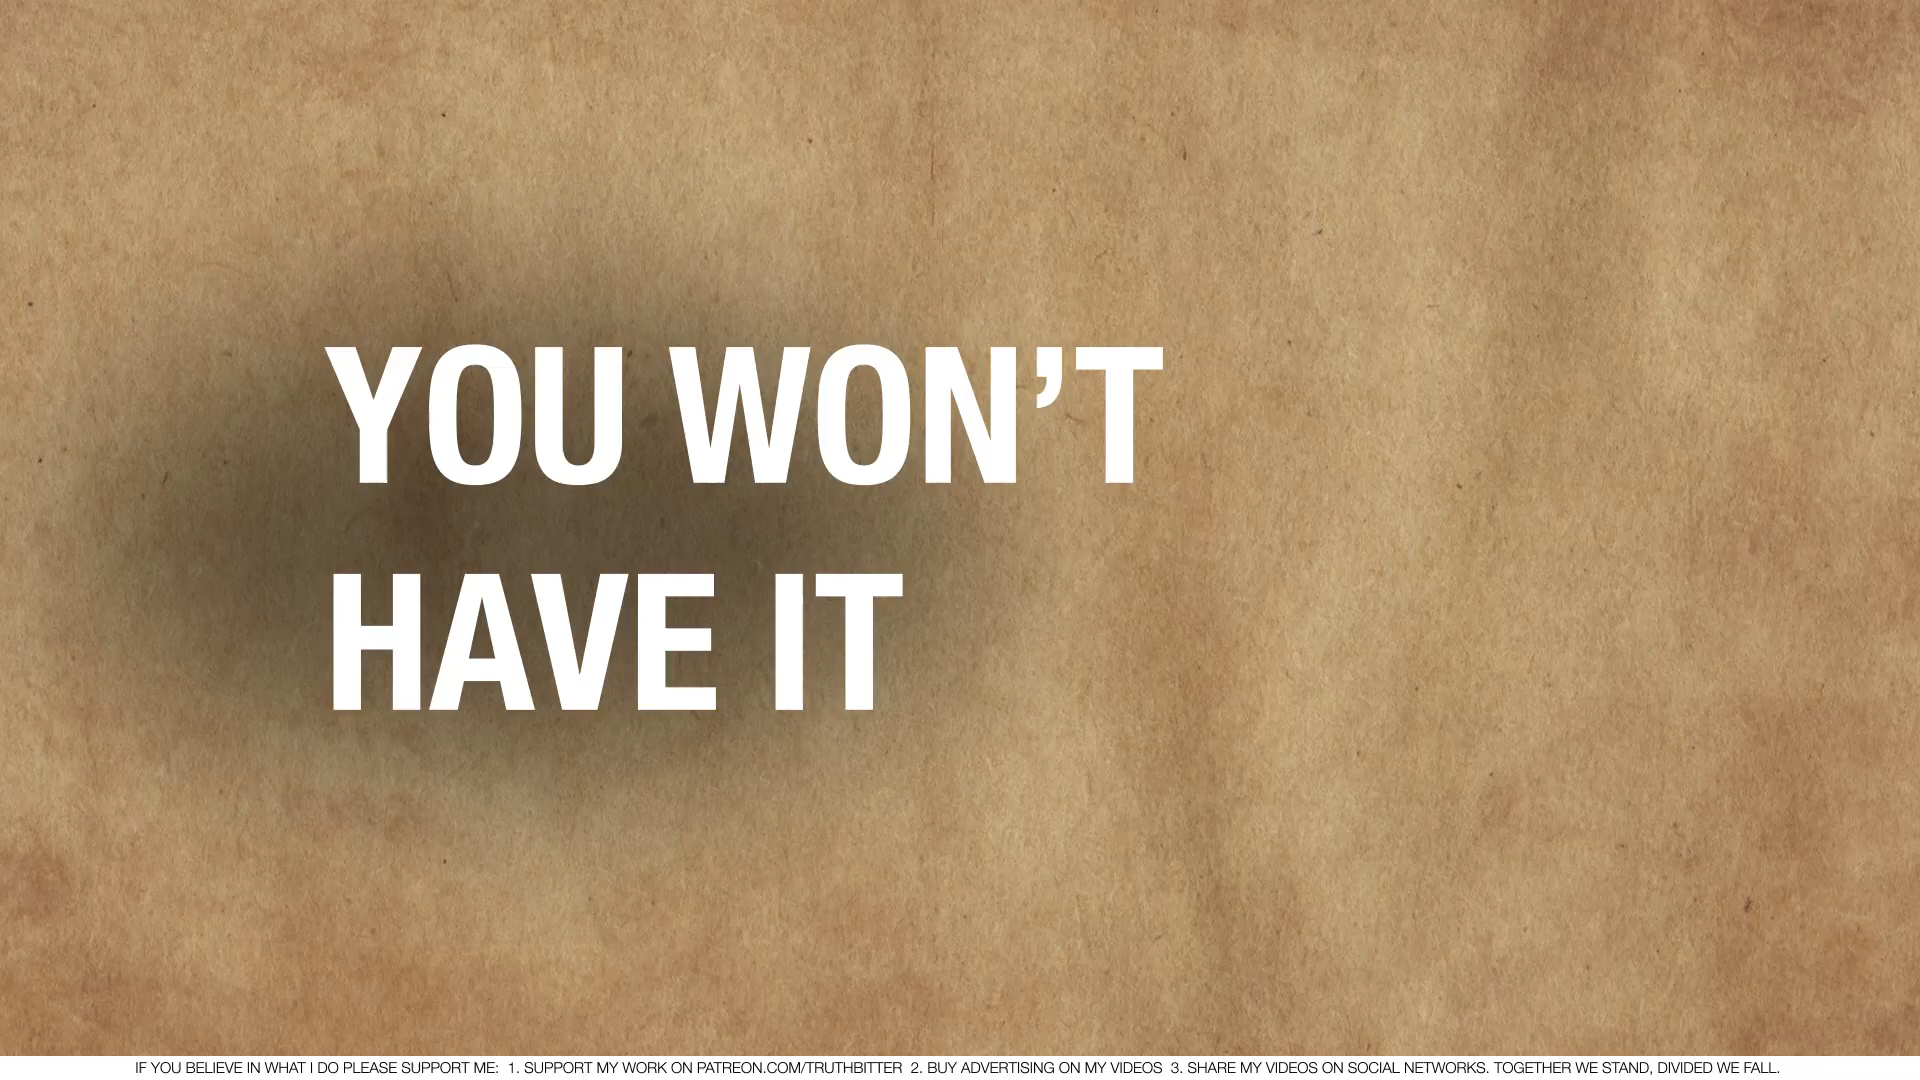 YOU WON’T
HAVE IT
IF YOU BELIEVE IN WHAT I DO PLEASE SUPPORT ME: 1. SUPPORT MY WORK ON PATREON.COM/TRUTHBITTER 2. BUY ADVERTISING ON MY VIDEOS 3. SHARE MY VIDEOS ON SOCIAL NETWORKS. TOGETHER WE STAND, DIVIDED WE FALL.